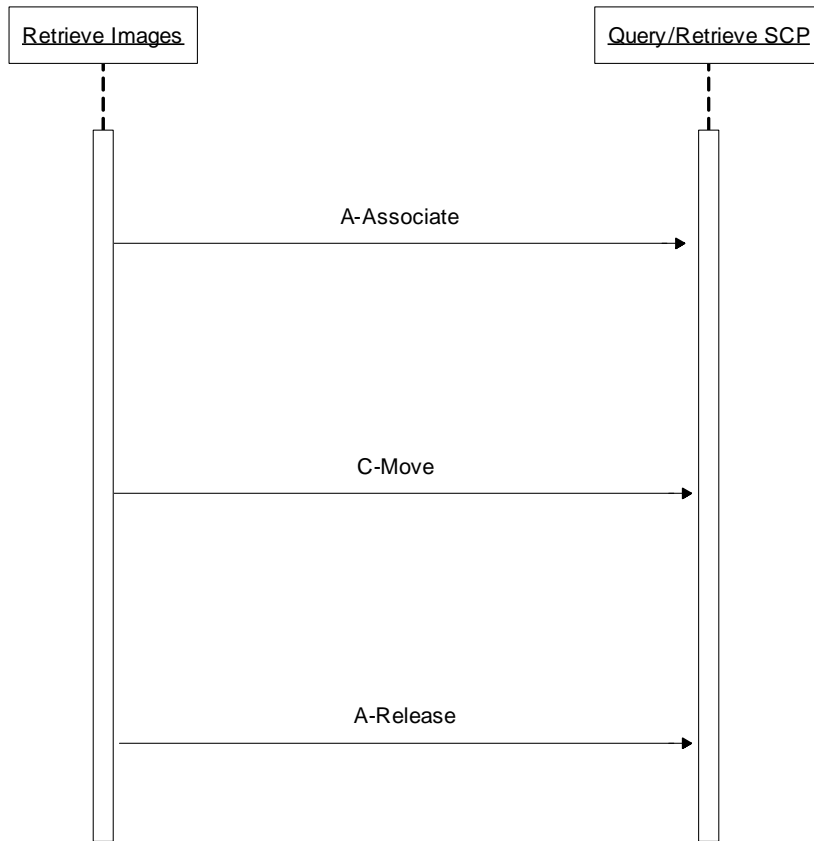 Retrieve Images
Query/Retrieve SCP
A-Associate
C-Move
A-Release